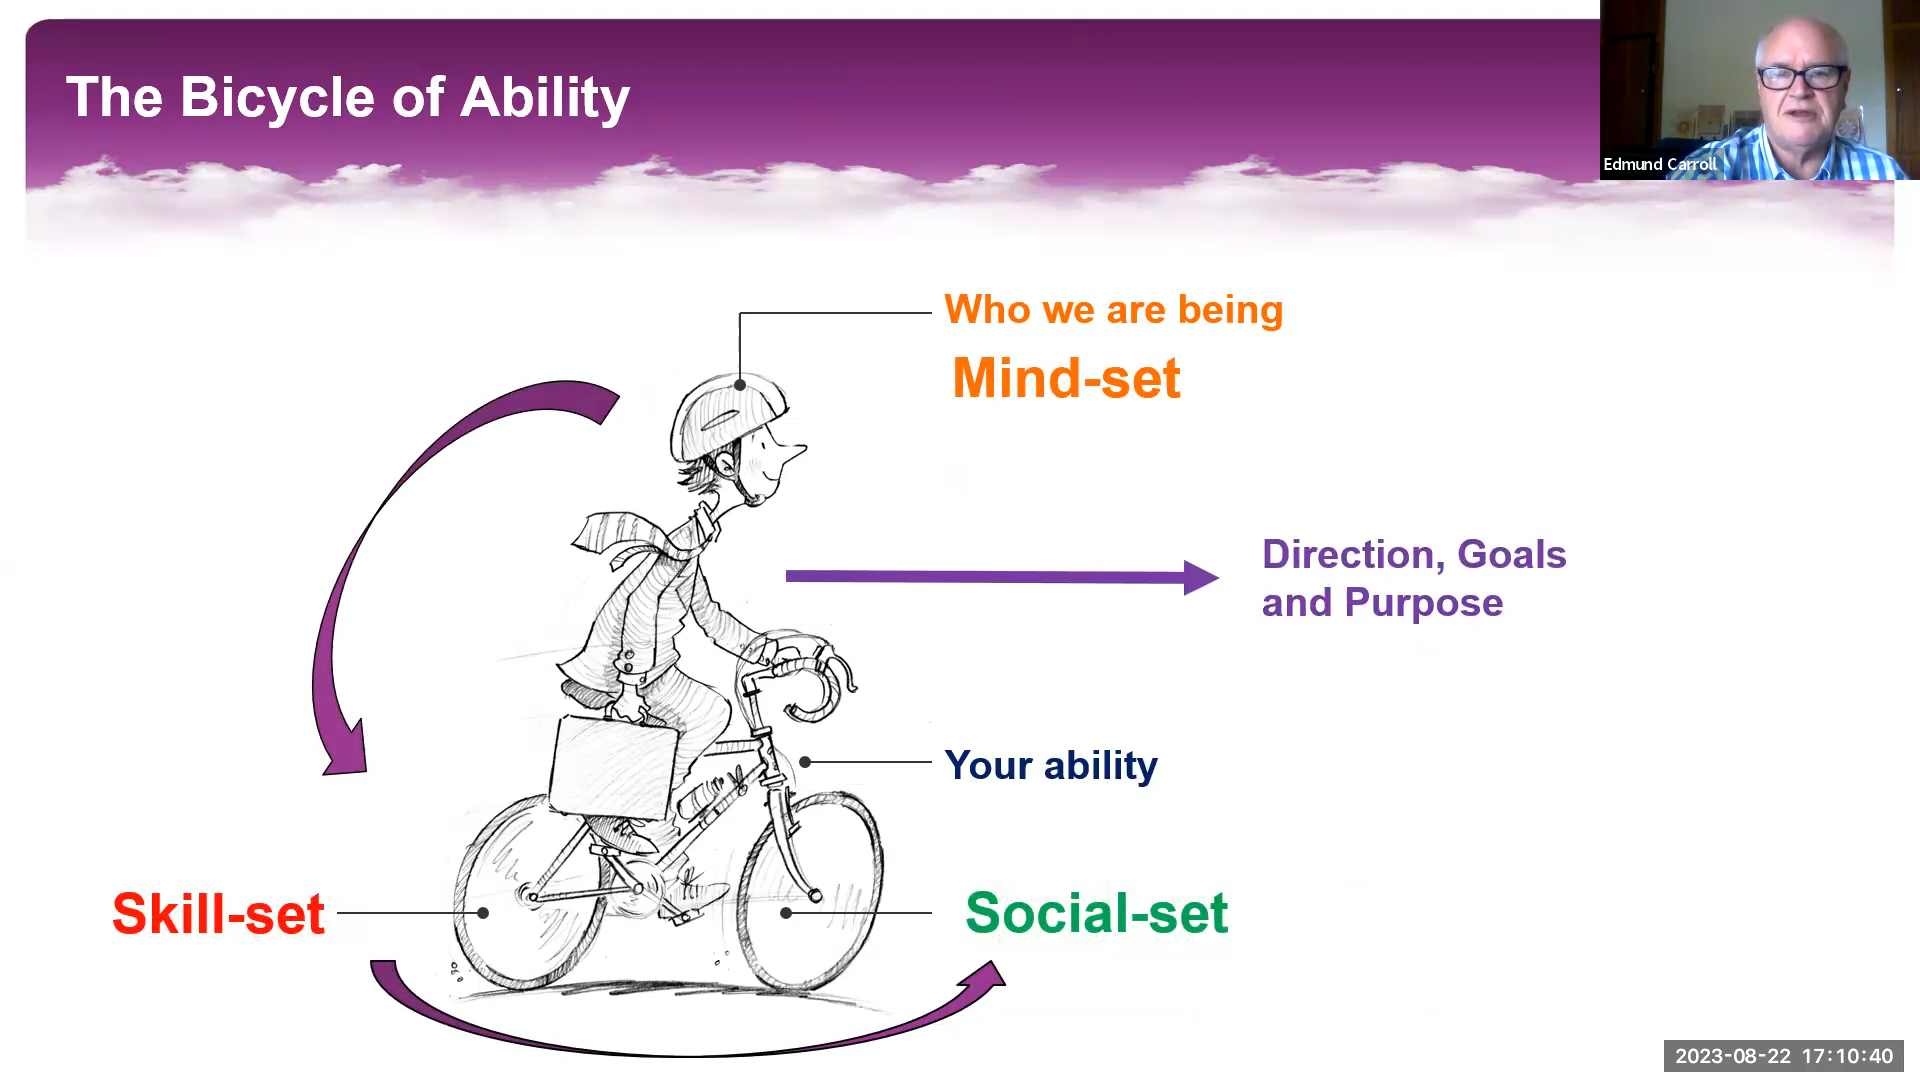 The Bicycle of Ability
Edmund Carroll
Who we are being
Mind-set
Direction, Goals
and Purpose
Your ability
Skill-set
Social-set
2023-08-22 17:10:40